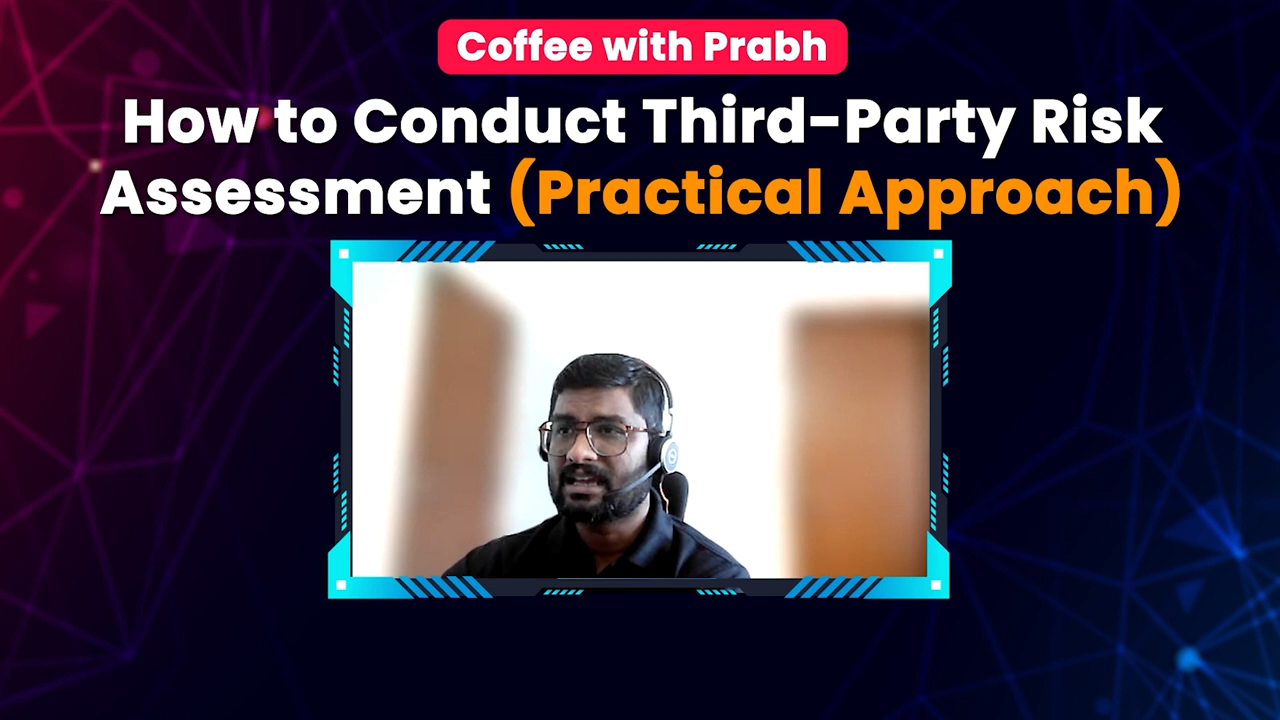 Coffee with Prabh
How to Conduct Third-Party Risk
Assessment (Practical Approach)